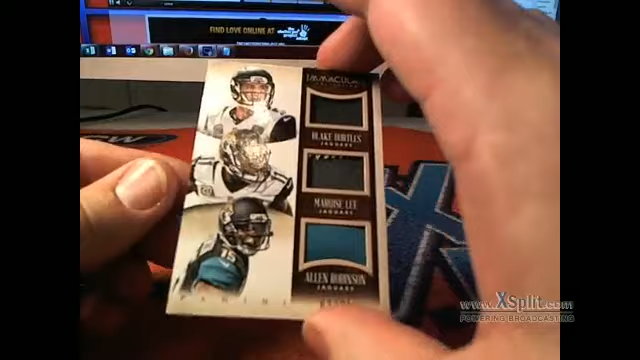 FIND LOVE ONLINE AT
IMMACULATE
BLAKE BORTLES
JAGUARS
MARQISE LEE
JAGUARS
ALLEN ROBINSON
JAGUARS
PANINI
15
www.XSplit.com
POWERING BROADCASTING